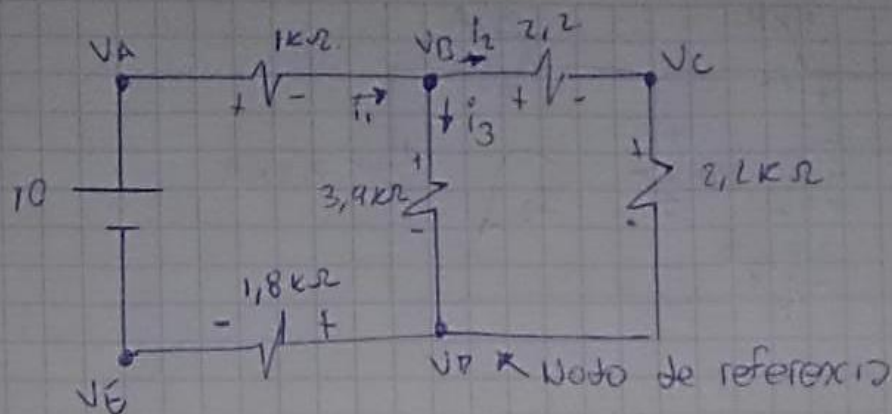 VA
1KΩ
VB
i2
2,2
VC
+ -
i1
+ -
i3
10
+
3,9KΩ
-
+
2,2KΩ
-
1,8KΩ
- +
VE
VD * Nodo de referencia